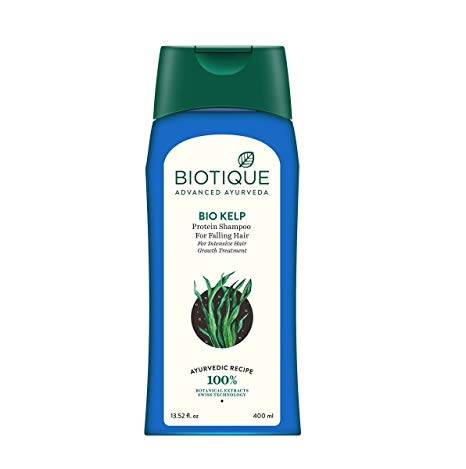 BIOTIQUE
ADVANCED AYURVEDA
BIO KELP
Protein Shampoo
For Falling Hair
For Intensive Hair
Growth Treatment
AYURVEDIC RECIPE
100%
BOTANICAL EXTRACTS
SWISS TECHNOLOGY
13.52 fl. oz 400 ml